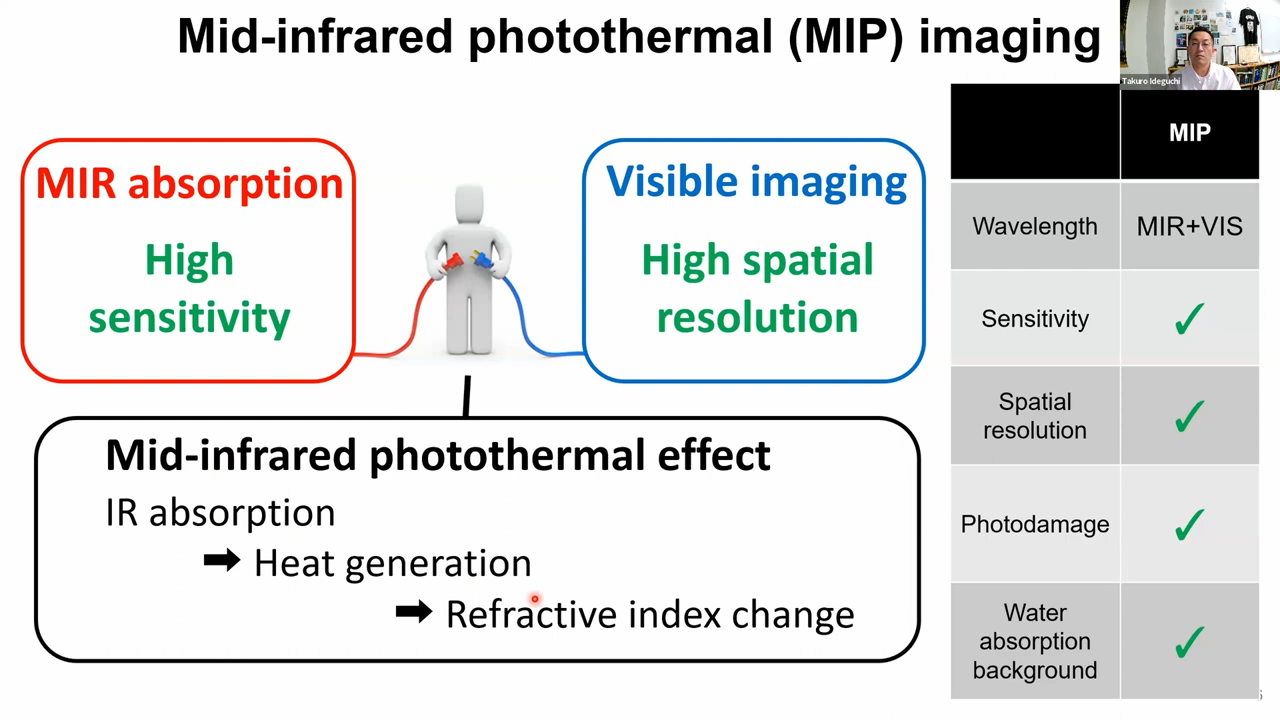 Mid-infrared photothermal (MIP) imaging
Takuro Ideguchi
MIR absorption
High
sensitivity
Visible imaging
High spatial
resolution
Mid-infrared photothermal effect
IR absorption
➡ Heat generation
➡ Refractive index change
MIP
Wavelength
MIR+VIS
Sensitivity
✓
Spatial
resolution
✓
Photodamage
✓
Water
absorption
background
✓